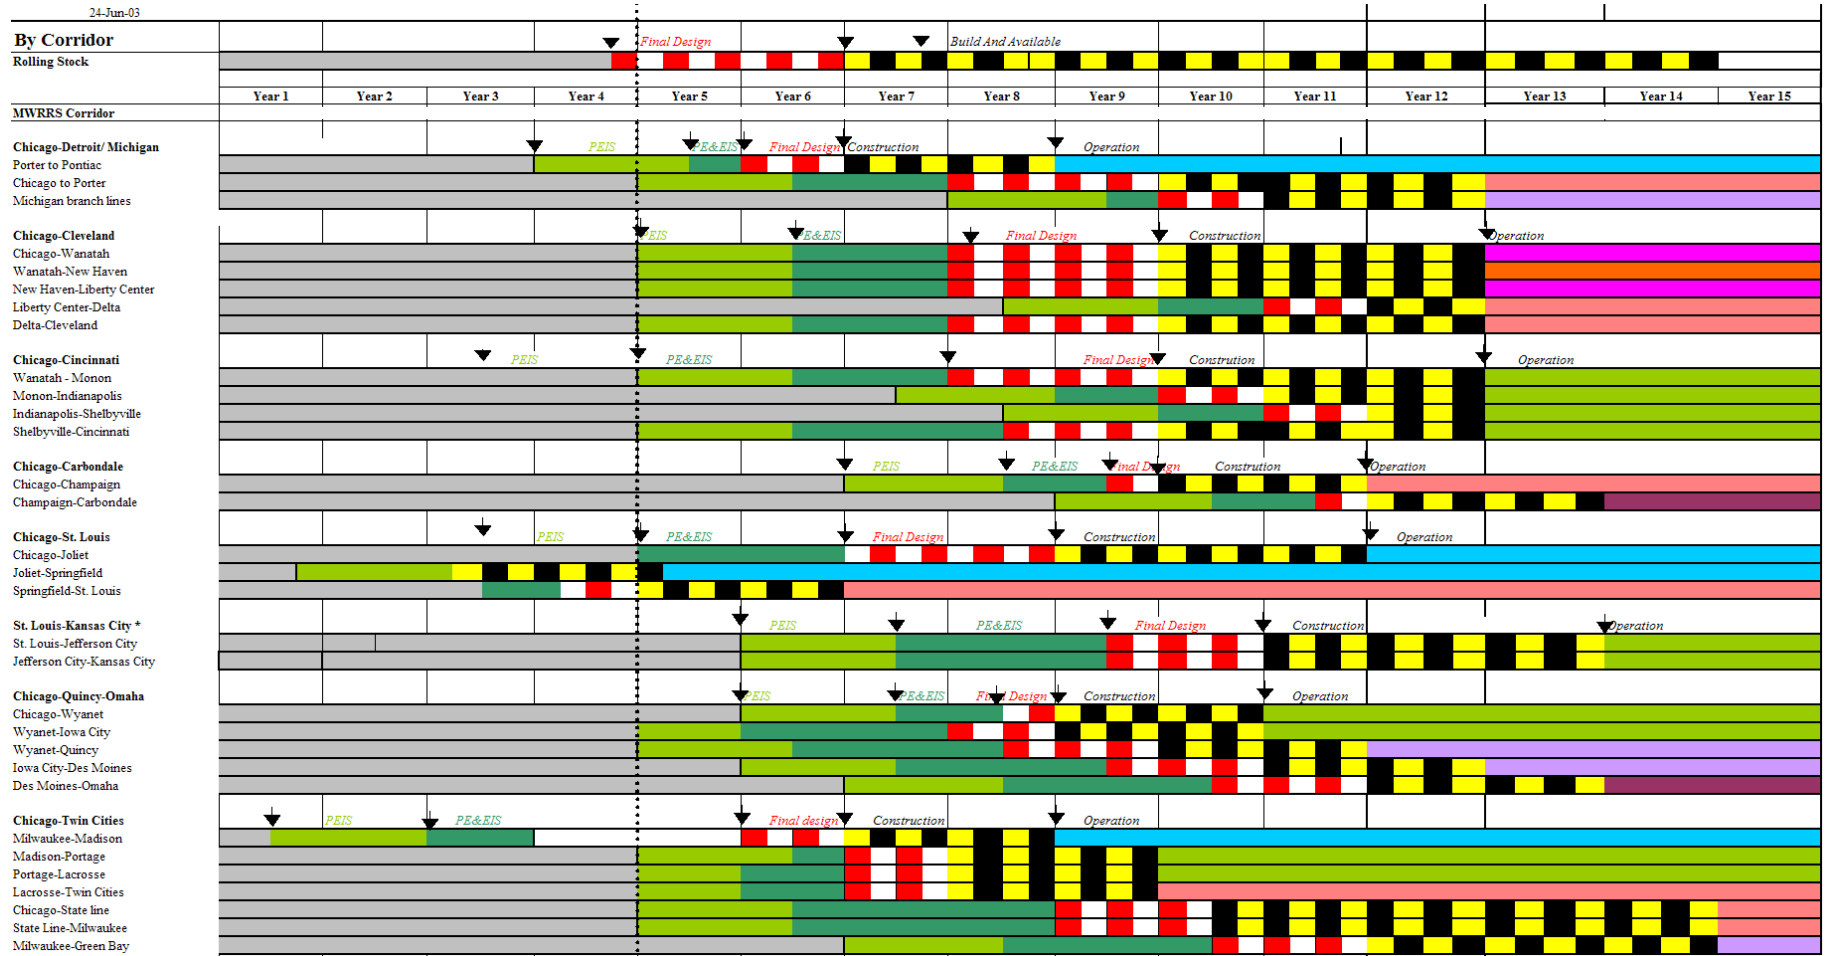 24-Jun-03
By Corridor Final Design Build And Available
Rolling Stock
Year 1 Year 2 Year 3 Year 4 Year 5 Year 6 Year 7 Year 8 Year 9 Year 10 Year 11 Year 12 Year 13 Year 14 Year 15
MWRRS Corridor
Chicago-Detroit/ Michigan PEIS PE&EIS Final Design Construction Operation
Porter to Pontiac
Chicago to Porter
Michigan branch lines
Chicago-Cleveland PEIS PE&EIS Final Design Construction Operation
Chicago-Wanatah
Wanatah-New Haven
New Haven-Liberty Center
Liberty Center-Delta
Delta-Cleveland
Chicago-Cincinnati PEIS PE&EIS Final Design Constrution Operation
Wanatah - Monon
Monon-Indianapolis
Indianapolis-Shelbyville
Shelbyville-Cincinnati
Chicago-Carbondale PEIS PE&EIS Final Design Constrution Operation
Chicago-Champaign
Champaign-Carbondale
Chicago-St. Louis PEIS PE&EIS Final Design Construction Operation
Chicago-Joliet
Joliet-Springfield
Springfield-St. Louis
St. Louis-Kansas City * PEIS PE&EIS Final Design Construction Operation
St. Louis-Jefferson City
Jefferson City-Kansas City
Chicago-Quincy-Omaha PEIS PE&EIS Final Design Construction Operation
Chicago-Wyanet
Wyanet-Iowa City
Wyanet-Quincy
Iowa City-Des Moines
Des Moines-Omaha
Chicago-Twin Cities PEIS PE&EIS Final design Construction Operation
Milwaukee-Madison
Madison-Portage
Portage-Lacrosse
Lacrosse-Twin Cities
Chicago-State line
State Line-Milwaukee
Milwaukee-Green Bay